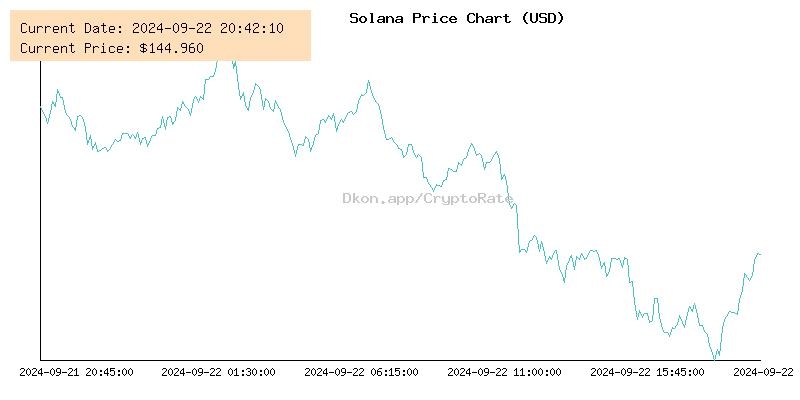 Solana Price Chart (USD)
Current Date: 2024-09-22 20:42:10
Current Price: $144.960
Dkon.app/CryptoRate
2024-09-21 20:45:00 2024-09-22 01:30:00 2024-09-22 06:15:00 2024-09-22 11:00:00 2024-09-22 15:45:00 2024-09-22